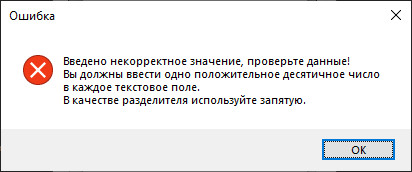 Ошибка
Введено некорректное значение, проверьте данные!
Вы должны ввести одно положительное десятичное число
в каждое текстовое поле.
В качестве разделителя используйте запятую.
OK